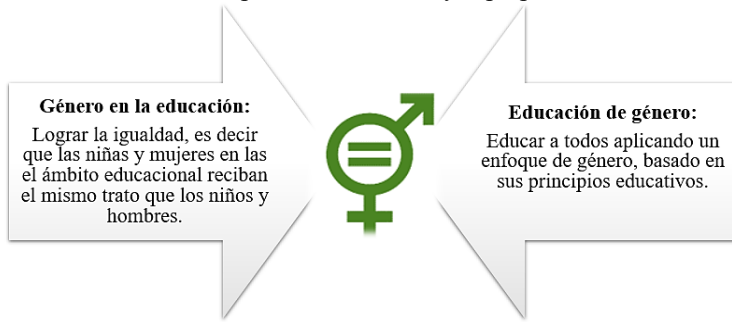 Género en la educación:
Lograr la igualdad, es decir
que las niñas y mujeres en las
el ámbito educacional reciban
el mismo trato que los niños y
hombres.
Educación de género:
Educar a todos aplicando un
enfoque de género, basado en
sus principios educativos.